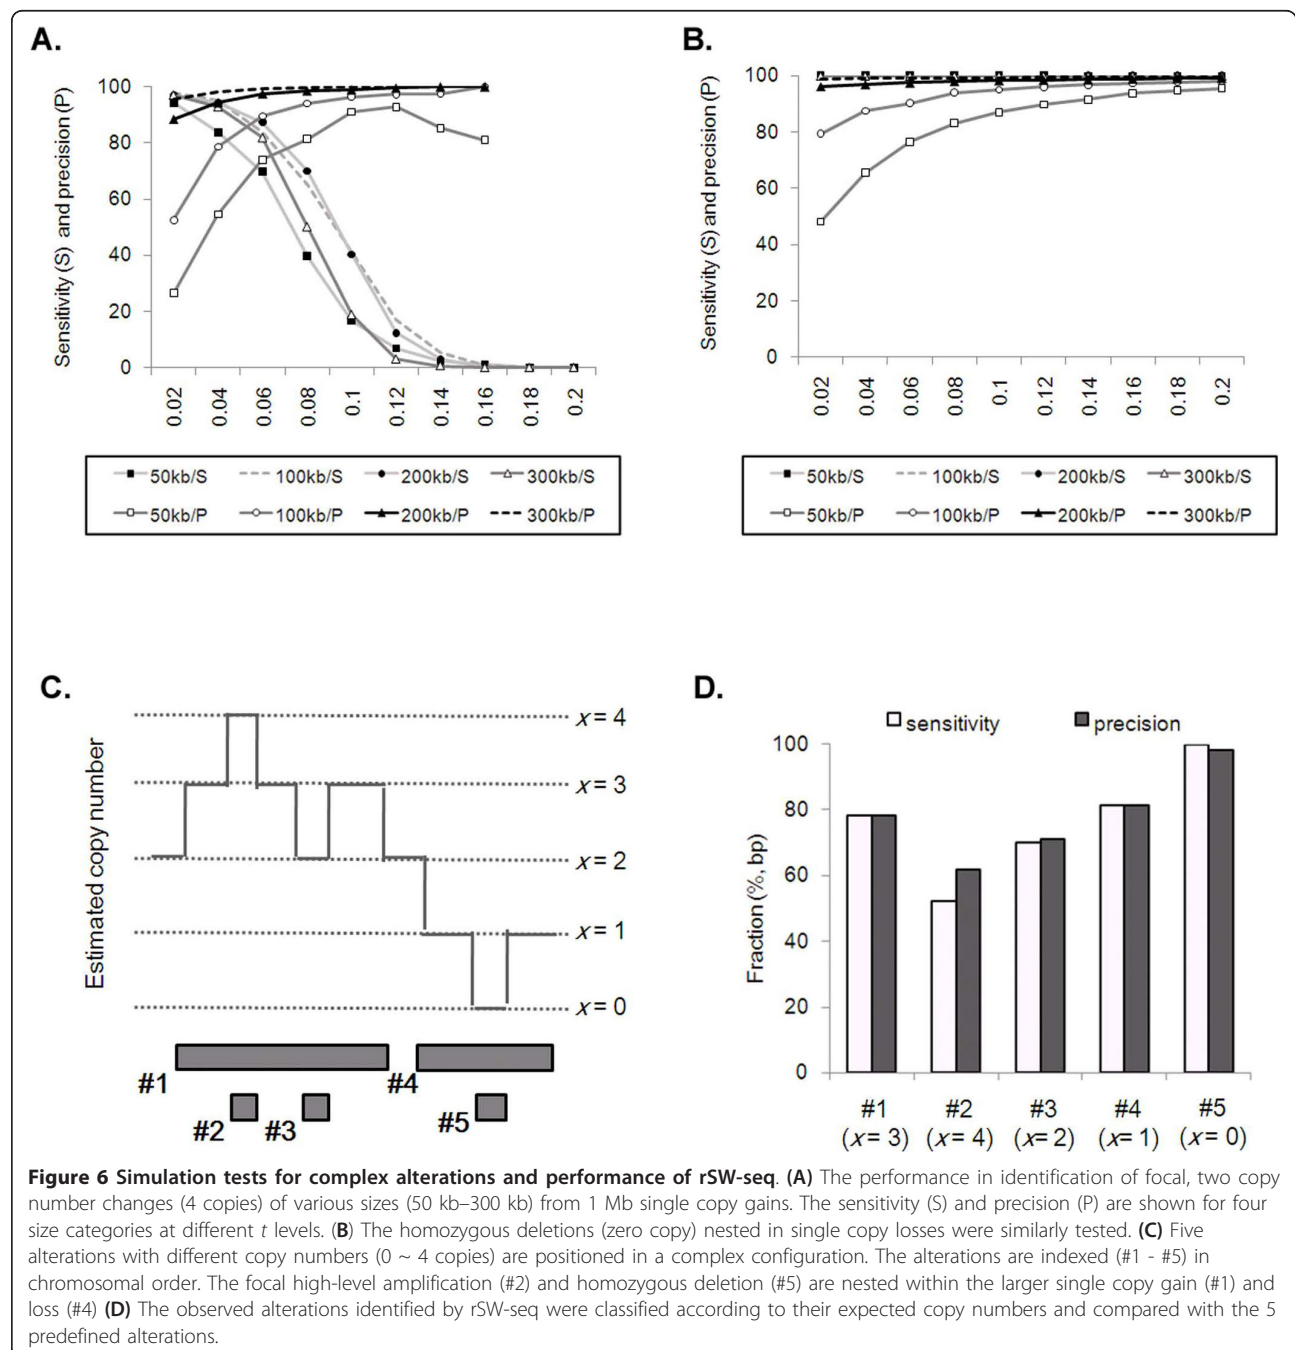 A.
Sensitivity (S) and precision (P)
100
80
60
40
20
0
0.02
0.04
0.06
0.08
0.1
0.12
0.14
0.16
0.18
0.2
50kb/S
100kb/S
200kb/S
300kb/S
50kb/P
100kb/P
200kb/P
300kb/P
B.
Sensitivity (S) and precision (P)
100
80
60
40
20
0
0.02
0.04
0.06
0.08
0.1
0.12
0.14
0.16
0.18
0.2
50kb/S
100kb/S
200kb/S
300kb/S
50kb/P
100kb/P
200kb/P
300kb/P
C.
Estimated copy number
x = 4
x = 3
x = 2
x = 1
x = 0
#1
#4
#2
#3
#5
D.
sensitivity
precision
Fraction (%, bp)
100
80
60
40
20
0
#1 #2 #3 #4 #5
(x= 3) (x= 4) (x= 2) (x= 1) (x= 0)
Figure 6 Simulation tests for complex alterations and performance of rSW-seq. (A) The performance in identification of focal, two copy
number changes (4 copies) of various sizes (50 kb–300 kb) from 1 Mb single copy gains. The sensitivity (S) and precision (P) are shown for four
size categories at different t levels. (B) The homozygous deletions (zero copy) nested in single copy losses were similarly tested. (C) Five
alterations with different copy numbers (0 ~ 4 copies) are positioned in a complex configuration. The alterations are indexed (#1 - #5) in
chromosomal order. The focal high-level amplification (#2) and homozygous deletion (#5) are nested within the larger single copy gain (#1) and
loss (#4) (D) The observed alterations identified by rSW-seq were classified according to their expected copy numbers and compared with the 5
predefined alterations.